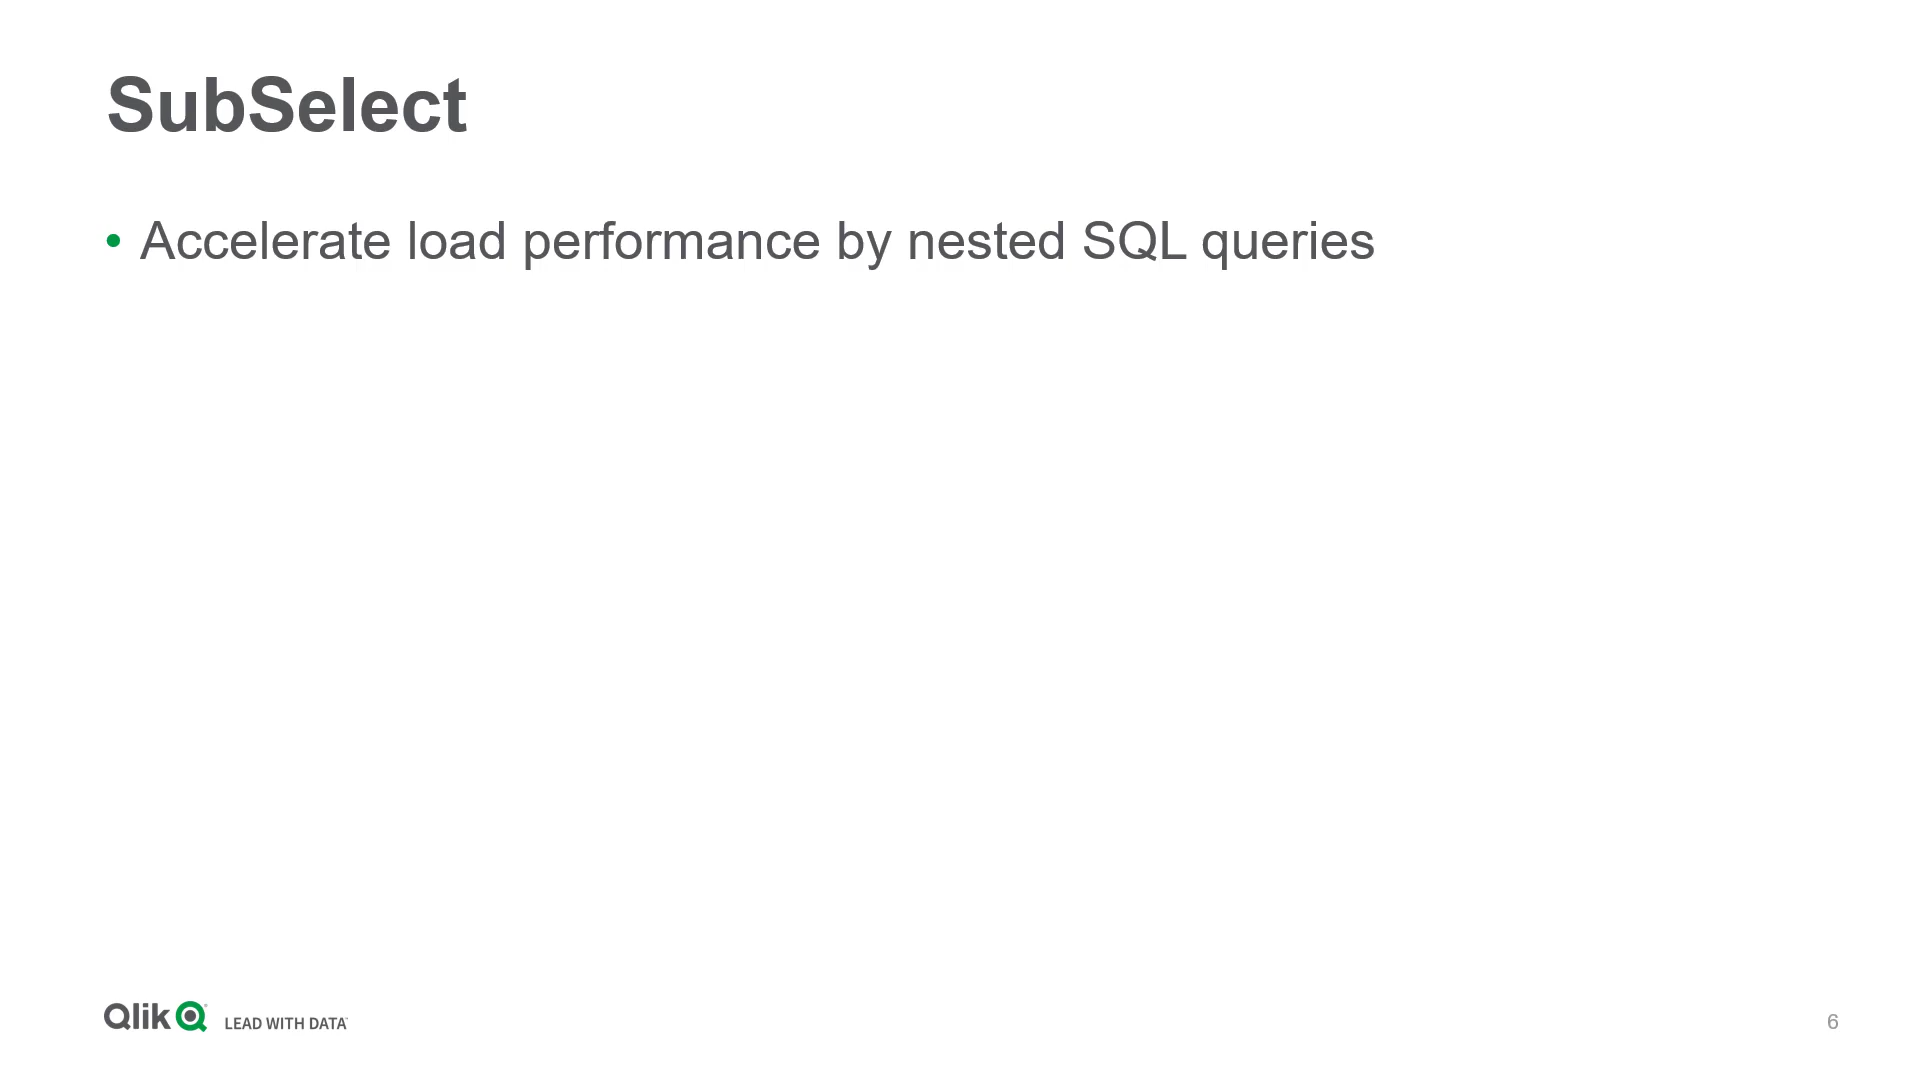 SubSelect
• Accelerate load performance by nested SQL queries
Qlik LEAD WITH DATA
6